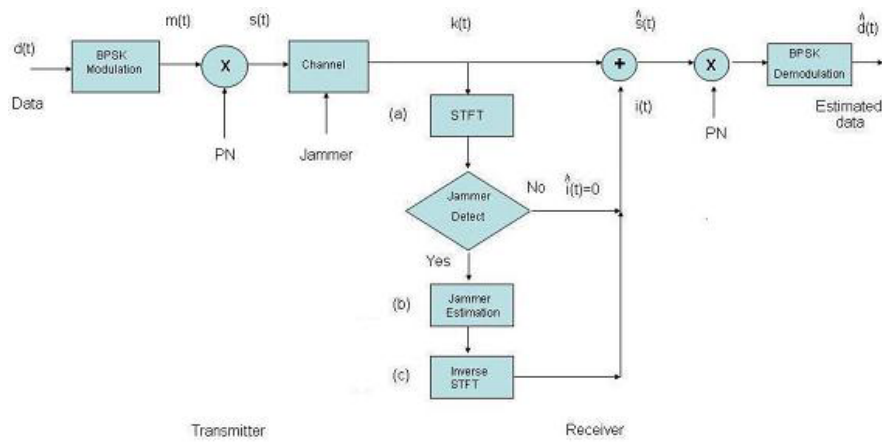 m(t)
s(t)
k(t)
ŝ(t)
d̂(t)
d(t)
BPSK
Modulation
X
Channel
+
X
BPSK
Demodulation
Data
(a)
STFT
i(t)
Estimated
data
PN
Jammer
PN
Jammer
Detect
No
î(t)=0
Yes
(b)
Jammer
Estimation
(c)
Inverse
STFT
Transmitter
Receiver